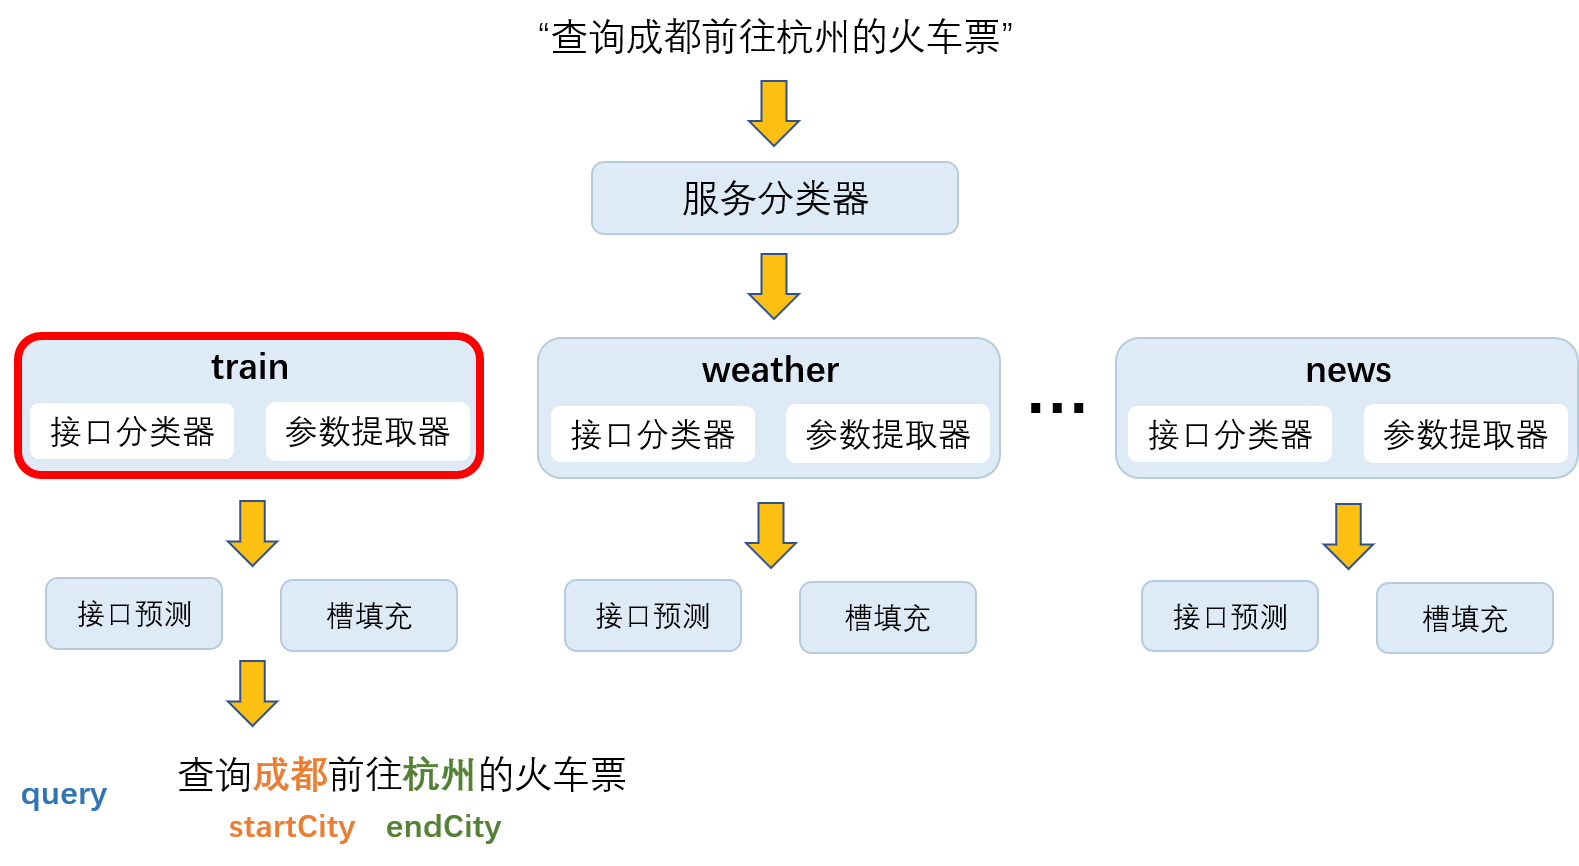 “查询成都前往杭州的火车票”
服务分类器
train
接口分类器 参数提取器
weather
接口分类器 参数提取器
...
news
接口分类器 参数提取器
接口预测 槽填充
接口预测 槽填充
接口预测 槽填充
查询成都前往杭州的火车票
query
startCity endCity